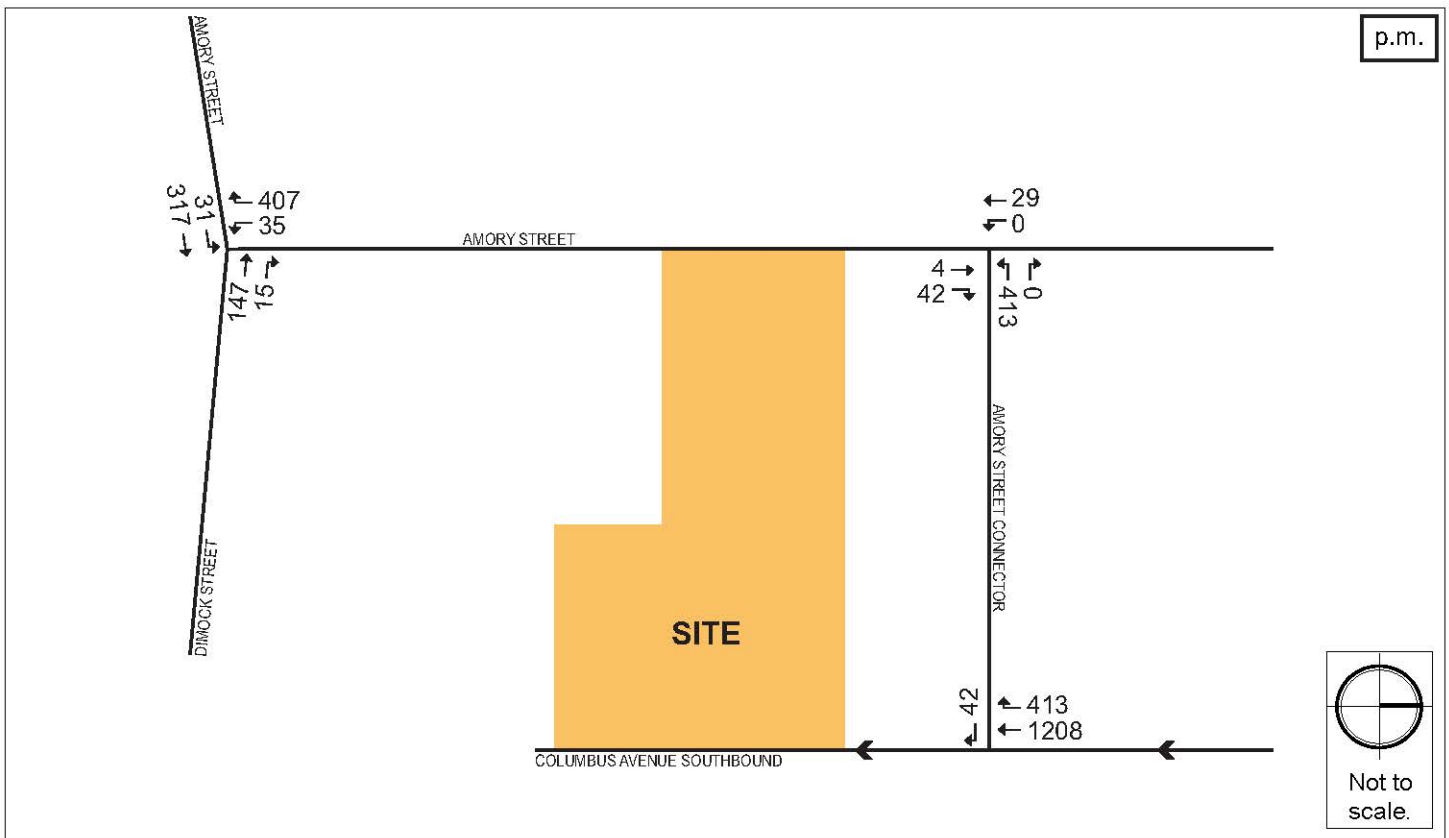 p.m.
AMORY STREET
317
31
407
35
147
15
AMORY STREET
29
0
4
42
413
0
AMORY STREET CONNECTOR
DIMOCK STREET
SITE
42
413
1208
COLUMBUS AVENUE SOUTHBOUND
Not to
scale.